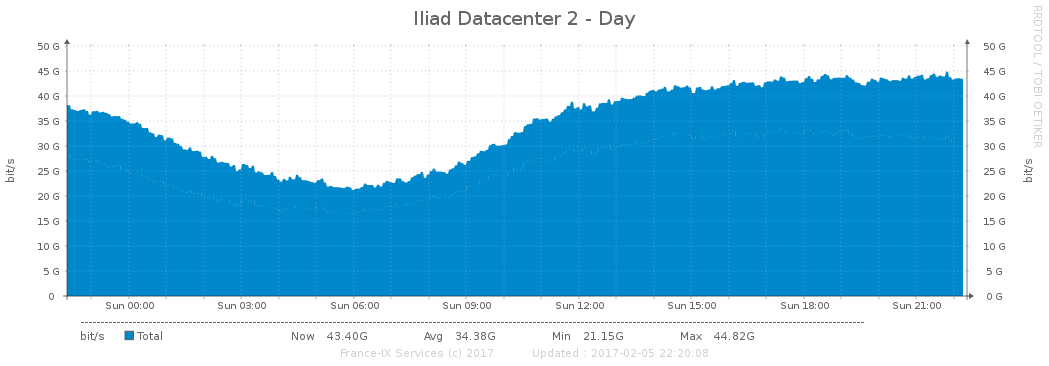 Iliad Datacenter 2 - Day
RRDTOOL / TOBI OETIKER
50 G 50 G
45 G 45 G
40 G 40 G
35 G 35 G
30 G 30 G
25 G 25 G
20 G 20 G
15 G 15 G
10 G 10 G
5 G 5 G
0 0 G
bit/s bit/s
Sun 00:00 Sun 03:00 Sun 06:00 Sun 09:00 Sun 12:00 Sun 15:00 Sun 18:00 Sun 21:00
bit/s Total Now 43.40G Avg 34.38G Min 21.15G Max 44.82G
France-IX Services (c) 2017 Updated : 2017-02-05 22:20:08